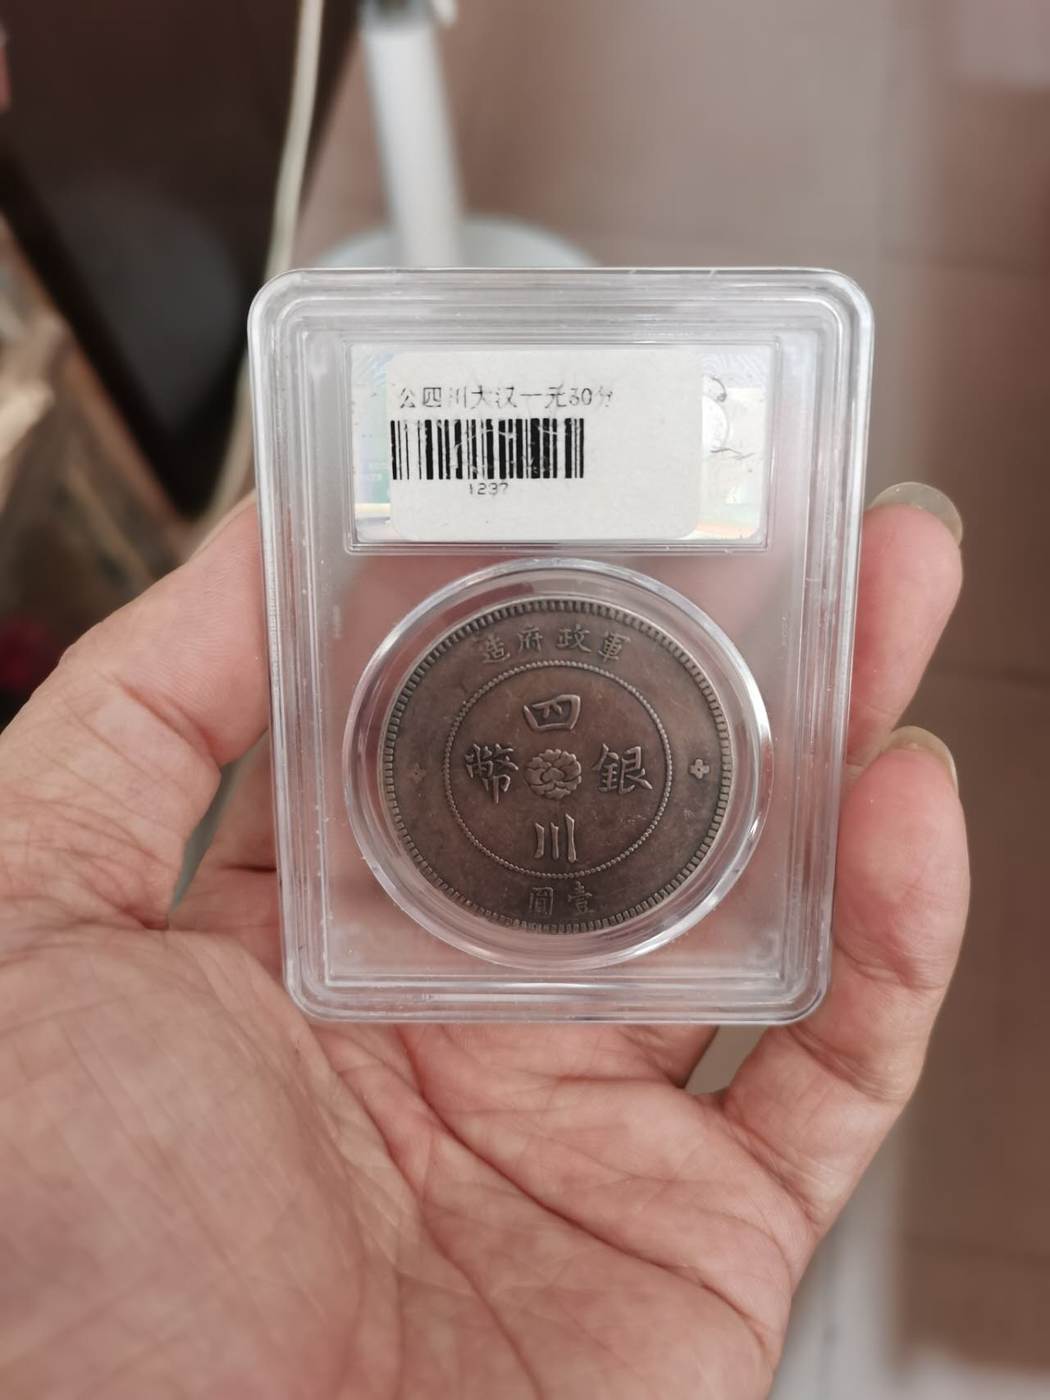 公四川大汉一元30分
1237
軍政府造
四川
銀幣
壹圓